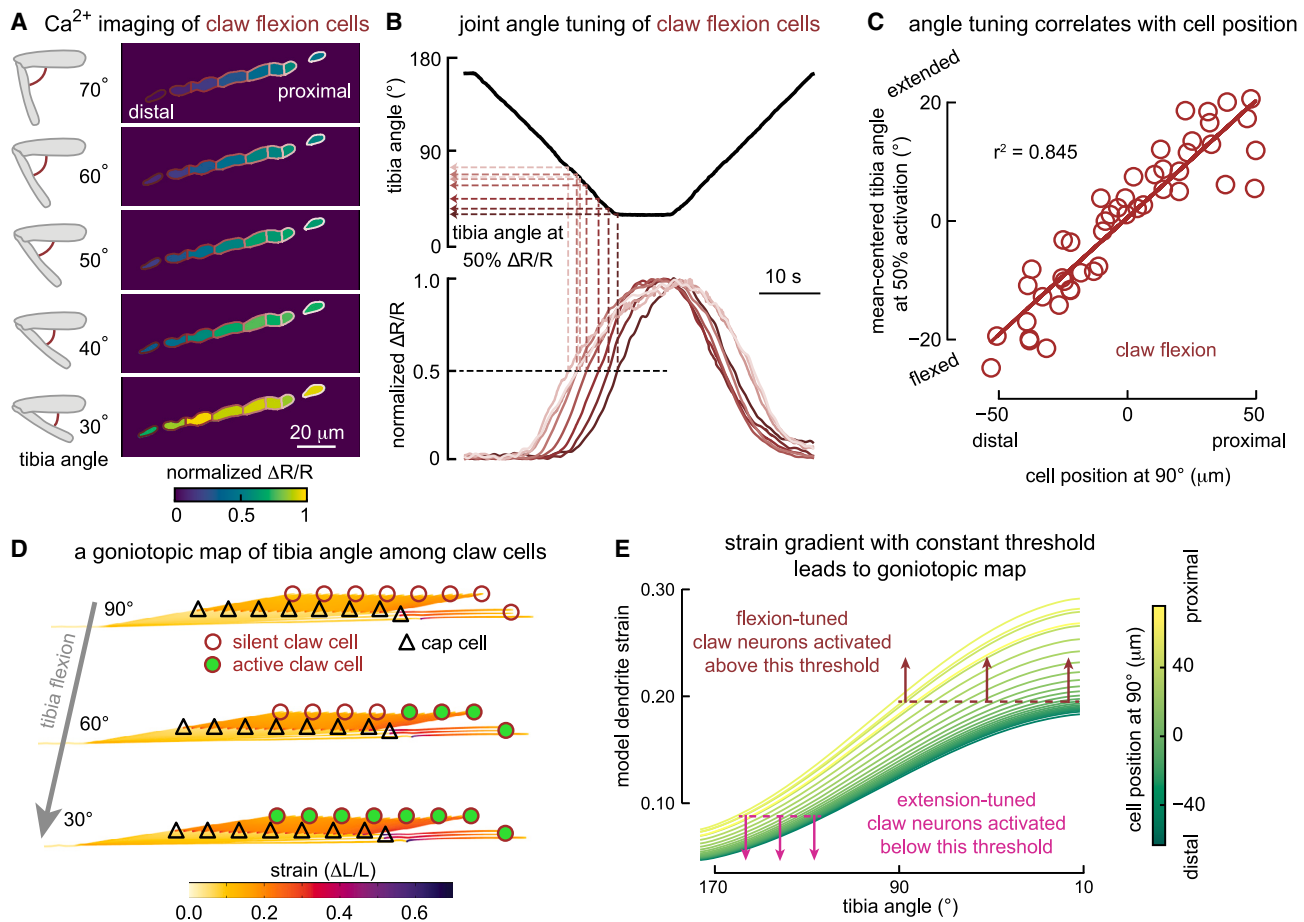 A Ca²⁺ imaging of claw flexion cells
70°
distal
proximal
60°
50°
40°
30°
tibia angle
20 μm
normalized ΔR/R
0 0.5 1
B joint angle tuning of claw flexion cells
180
90
0
tibia angle (°)
tibia angle at
50% ΔR/R
10 s
1.0
0.5
0
normalized ΔR/R
C angle tuning correlates with cell position
extended
20
0
−20
flexed
mean-centered tibia angle
at 50% activation (°)
r² = 0.845
claw flexion
−50 0 50
distal proximal
cell position at 90° (μm)
D a goniotopic map of tibia angle among claw cells
90°
silent claw cell
cap cell
active claw cell
tibia flexion
60°
30°
strain (ΔL/L)
0.0 0.2 0.4 0.6
E strain gradient with constant threshold
leads to goniotopic map
0.30
0.20
0.10
model dendrite strain
flexion-tuned
claw neurons activated
above this threshold
extension-tuned
claw neurons activated
below this threshold
170 90 10
tibia angle (°)
proximal
40
0
−40
distal
cell position at 90° (μm)